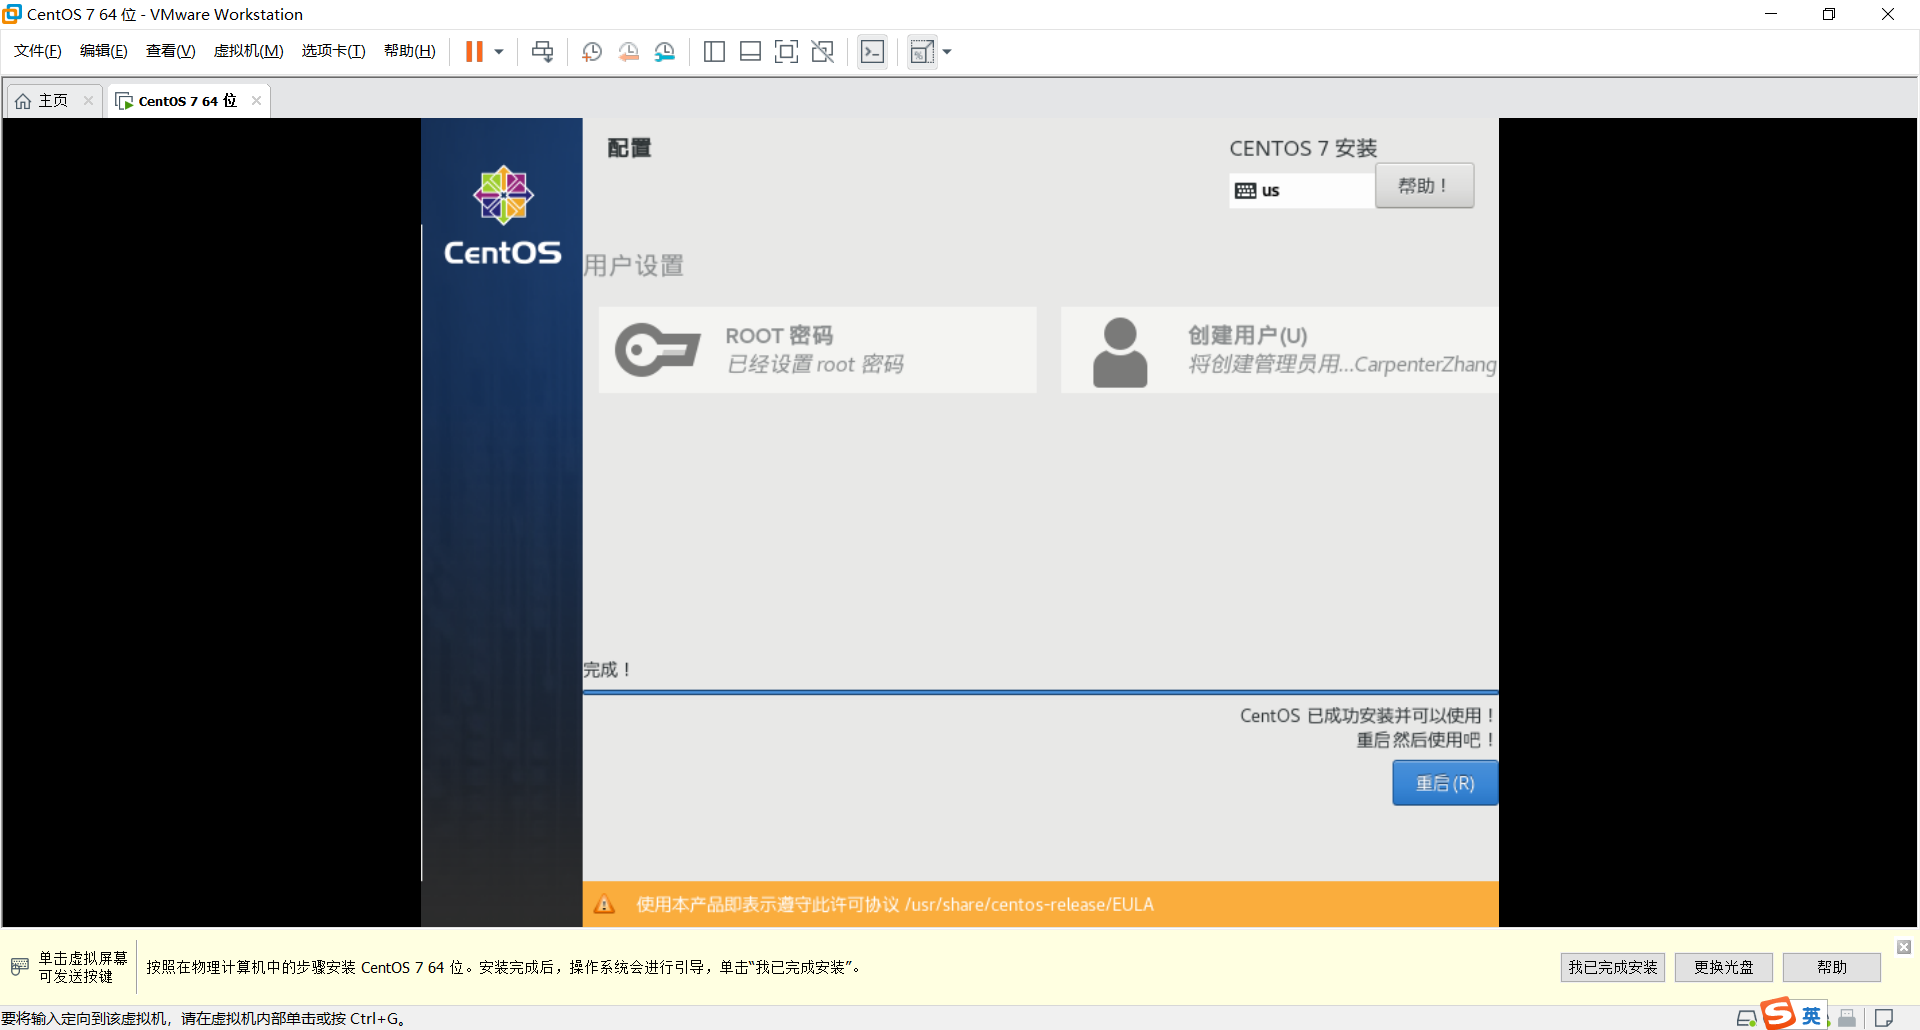 CentOS 7 64 位 - VMware Workstation
文件(F) 编辑(E) 查看(V) 虚拟机(M) 选项卡(T) 帮助(H)
主页 CentOS 7 64 位
配置
CENTOS 7 安装
us
帮助！
CentOS
用户设置
ROOT 密码
已经设置 root 密码
创建用户(U)
将创建管理员用...CarpenterZhang
完成！
CentOS 已成功安装并可以使用！
重启然后使用吧！
重启(R)
使用本产品即表示遵守此许可协议 /usr/share/centos-release/EULA
单击虚拟屏幕
可发送按键
按照在物理计算机中的步骤安装 CentOS 7 64 位。安装完成后，操作系统会进行引导，单击“我已完成安装”。
我已完成安装 更换光盘 帮助
要将输入定向到该虚拟机，请在虚拟机内部单击或按 Ctrl+G。
英